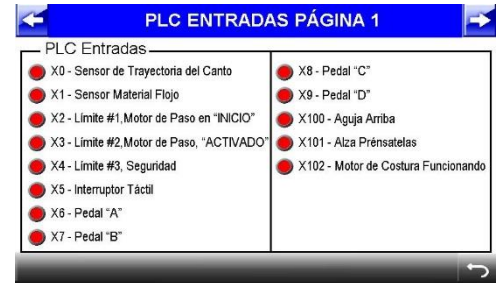 PLC ENTRADAS PÁGINA 1
PLC Entradas
X0 - Sensor de Trayectoria del Canto
X1 - Sensor Material Flojo
X2 - Límite #1,Motor de Paso en “INICIO”
X3 - Límite #2,Motor de Paso, “ACTIVADO”
X4 - Límite #3, Seguridad
X5 - Interruptor Táctil
X6 - Pedal “A”
X7 - Pedal “B”
X8 - Pedal “C”
X9 - Pedal “D”
X100 - Aguja Arriba
X101 - Alza Prénsatelas
X102 - Motor de Costura Funcionando